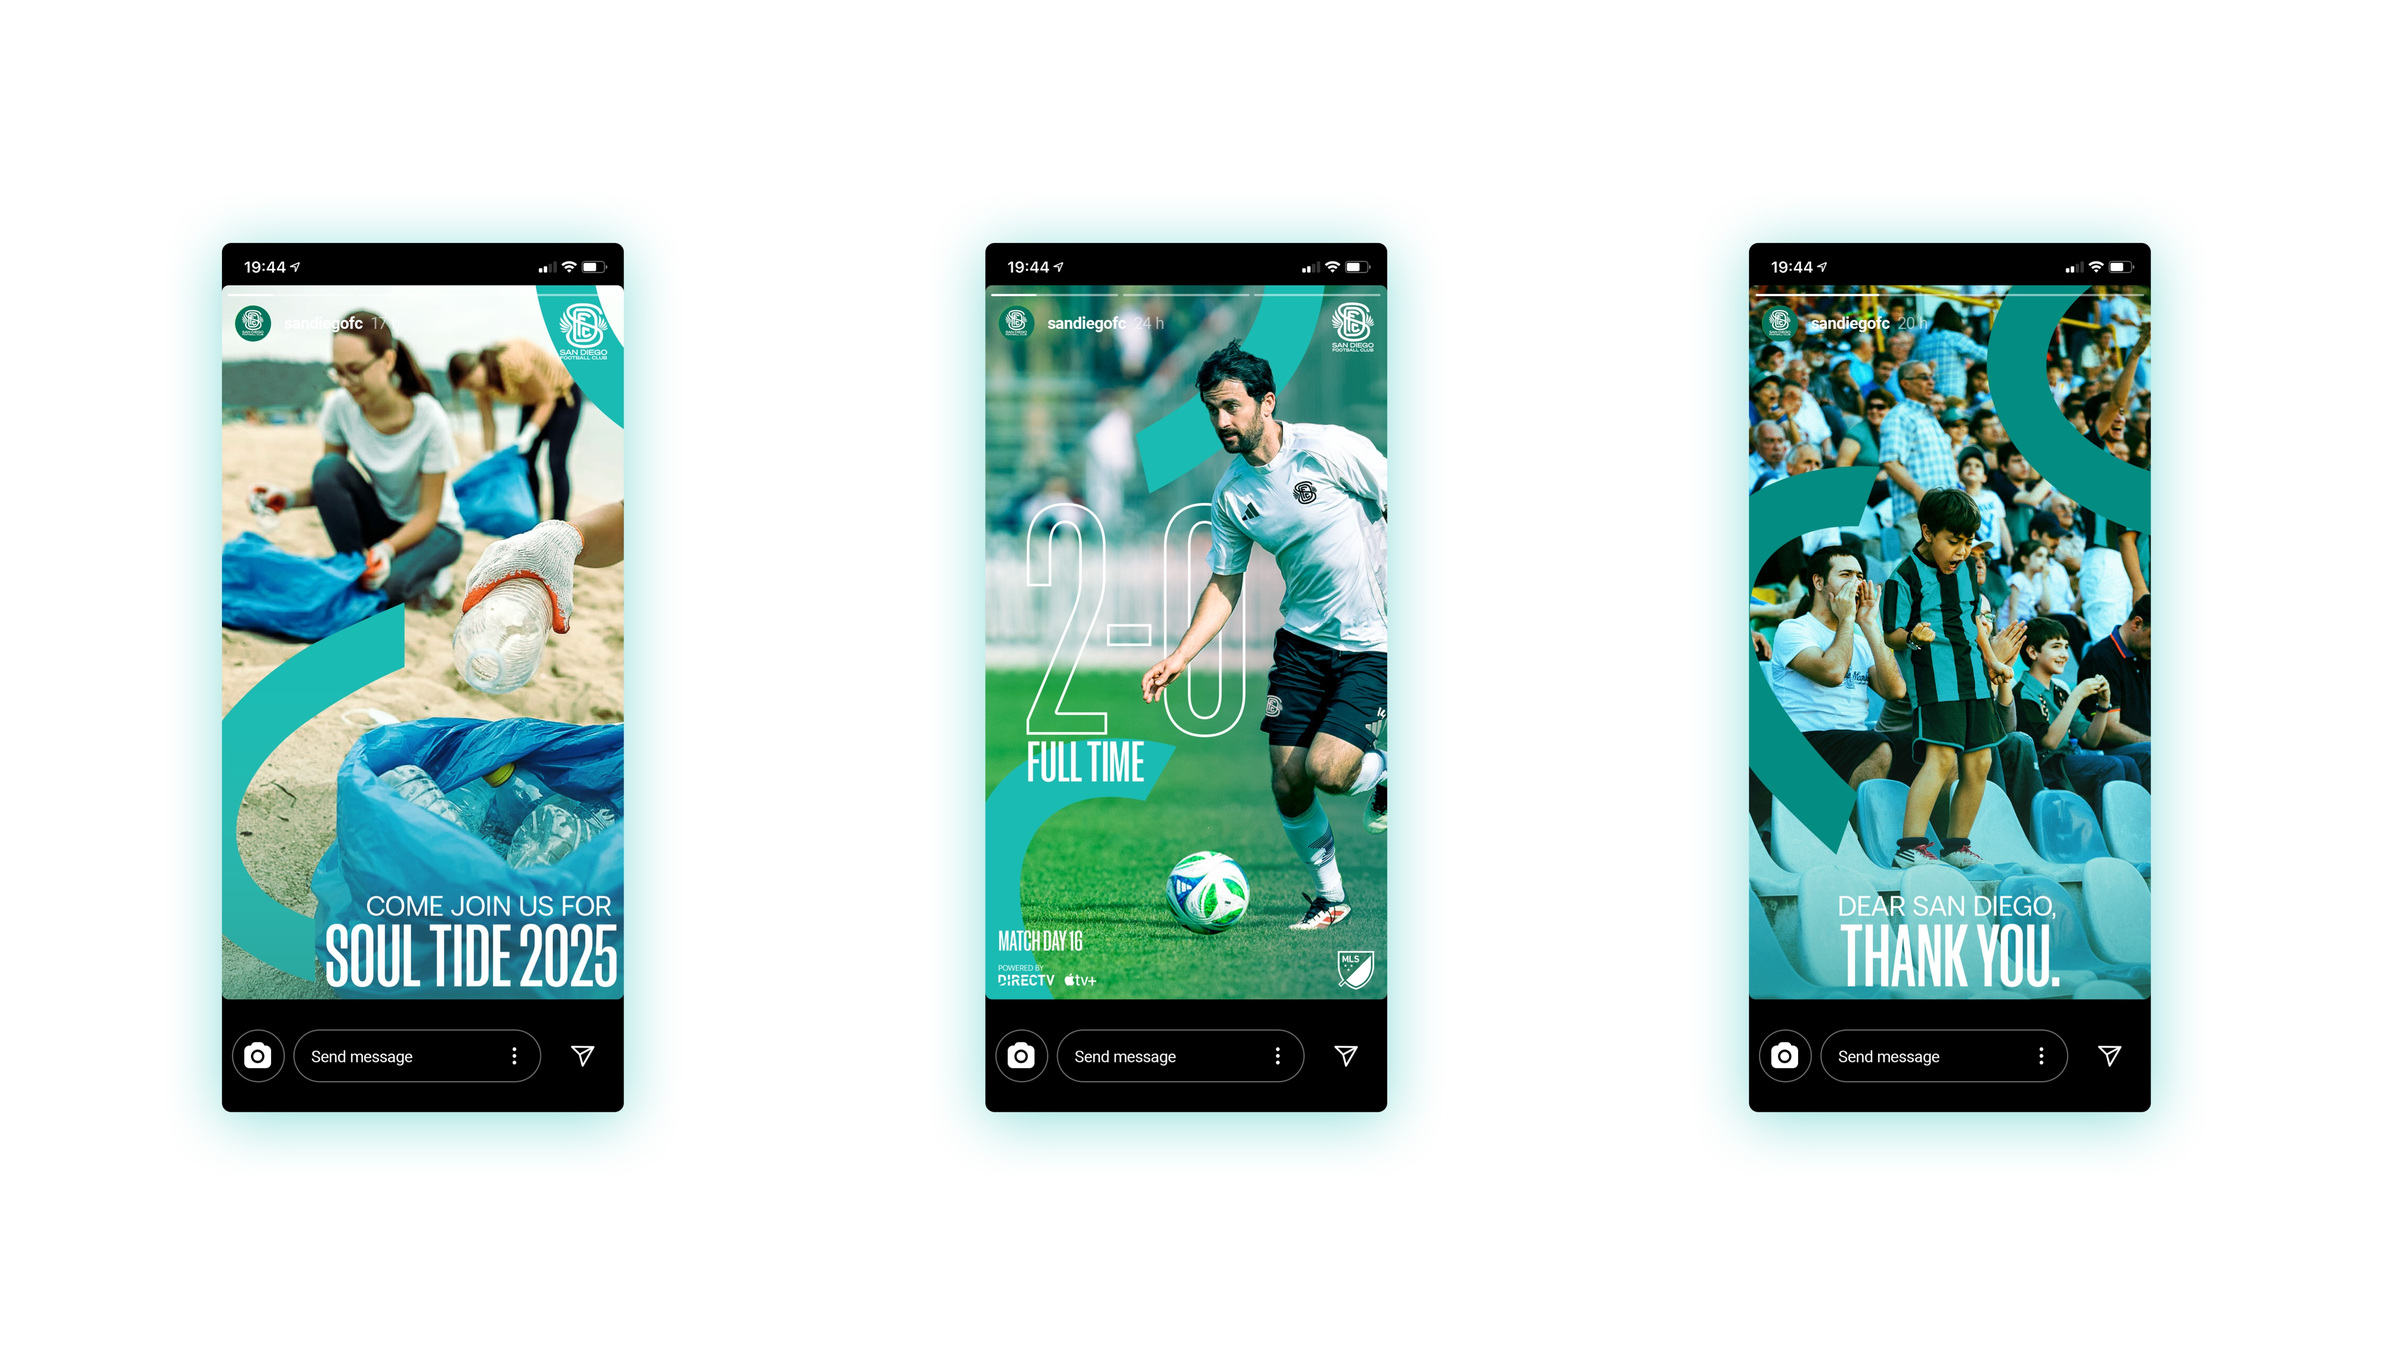 19:44
sandiegofc 17
SAN DIEGO
FOOTBALL CLUB
COME JOIN US FOR
SOUL TIDE 2025
Send message
19:44
sandiegofc 24 h
SAN DIEGO
FOOTBALL CLUB
2-0
FULL TIME
MATCH DAY 16
POWERED BY
DIRECTV tv+
MLS
Send message
19:44
sandiegofc 20 h
DEAR SAN DIEGO,
THANK YOU.
Send message